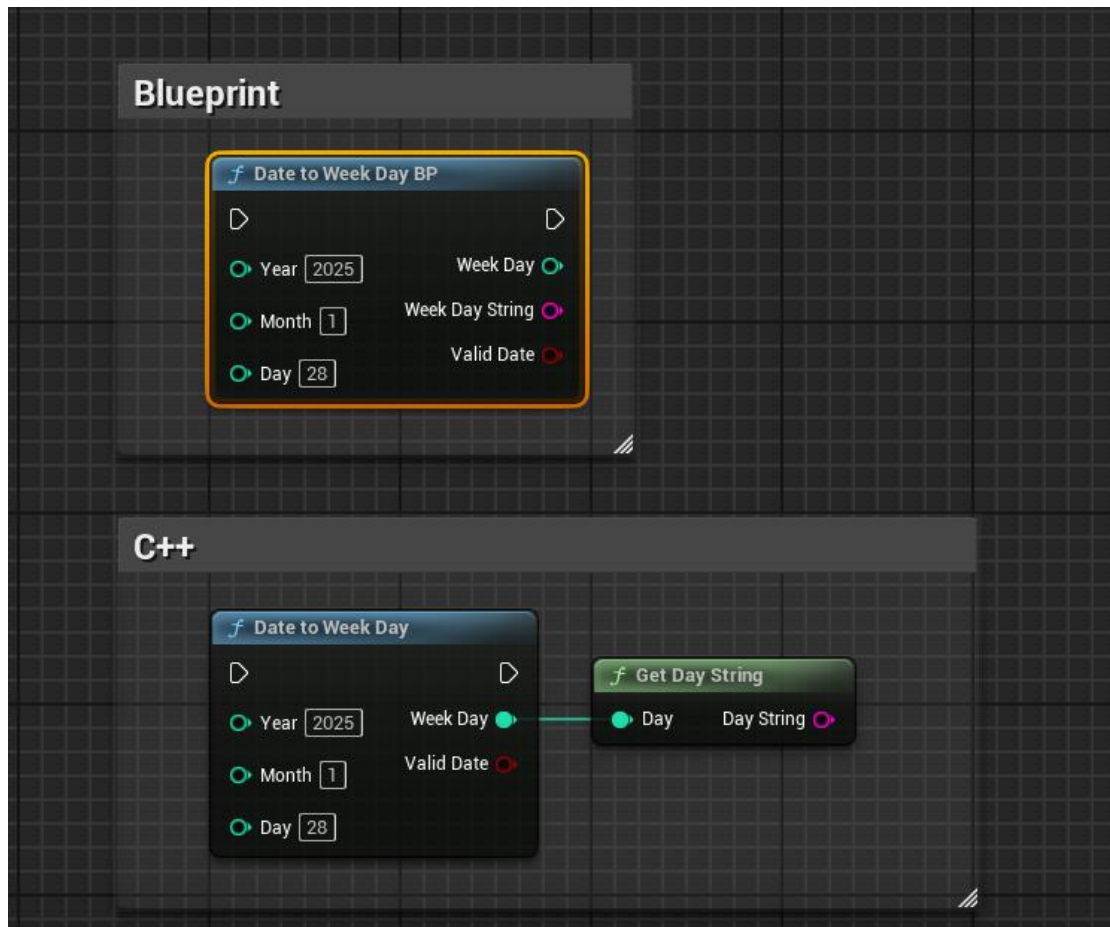 Blueprint
f Date to Week Day BP
Year 2025 Week Day
Month 1 Week Day String
Day 28 Valid Date
C++
f Date to Week Day
Year 2025 Week Day
Month 1 Valid Date
Day 28
f Get Day String
Day Day String